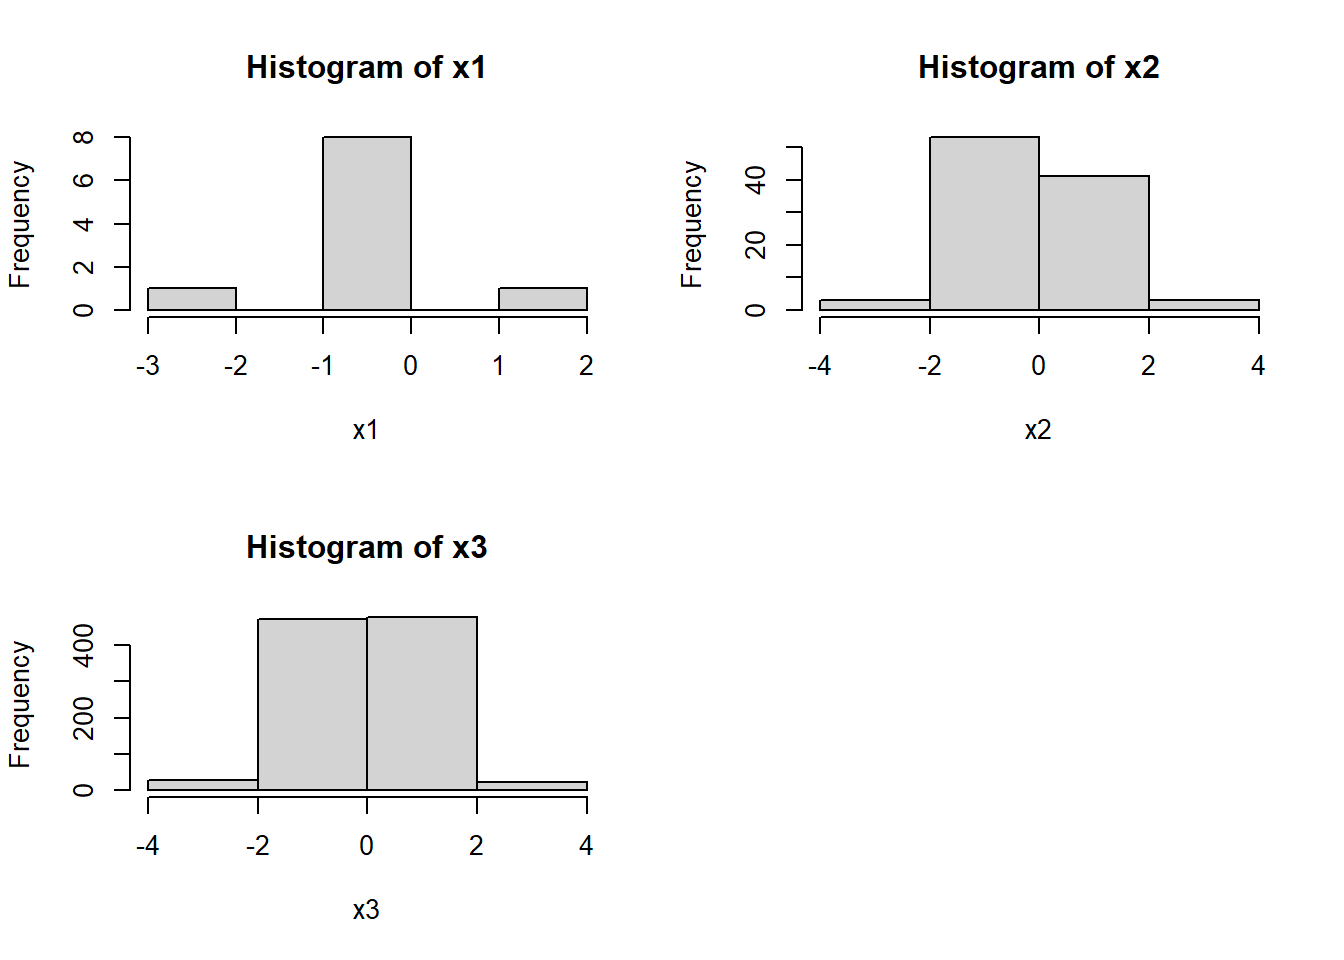 Histogram of x1
Frequency
0 2 4 6 8
-3 -2 -1 0 1 2
x1
Histogram of x2
Frequency
0 20 40
-4 -2 0 2 4
x2
Histogram of x3
Frequency
0 200 400
-4 -2 0 2 4
x3